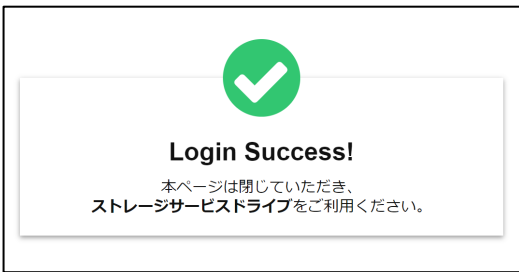 Login Success!
本ページは閉じていただき、
ストレージサービスドライブをご利用ください。